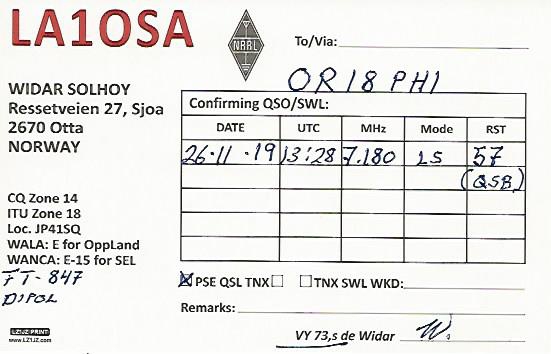 LA1OSA
NRRL
To/Via:
OR18PHI
WIDAR SOLHOY
Ressetveien 27, Sjoa
2670 Otta
NORWAY
Confirming QSO/SWL:
DATE UTC MHz Mode RST
26.11.19 13:28 7.180 LS 57
(QSB)
CQ Zone 14
ITU Zone 18
Loc. JP41SQ
WALA: E for OppLand
WANCA: E-15 for SEL
FT-847
DIPOL
☒ PSE QSL TNX ☐ ☐ TNX SWL WKD:
Remarks:
LZ1JZ PRINT
www.LZ1JZ.com
VY 73,s de Widar W.